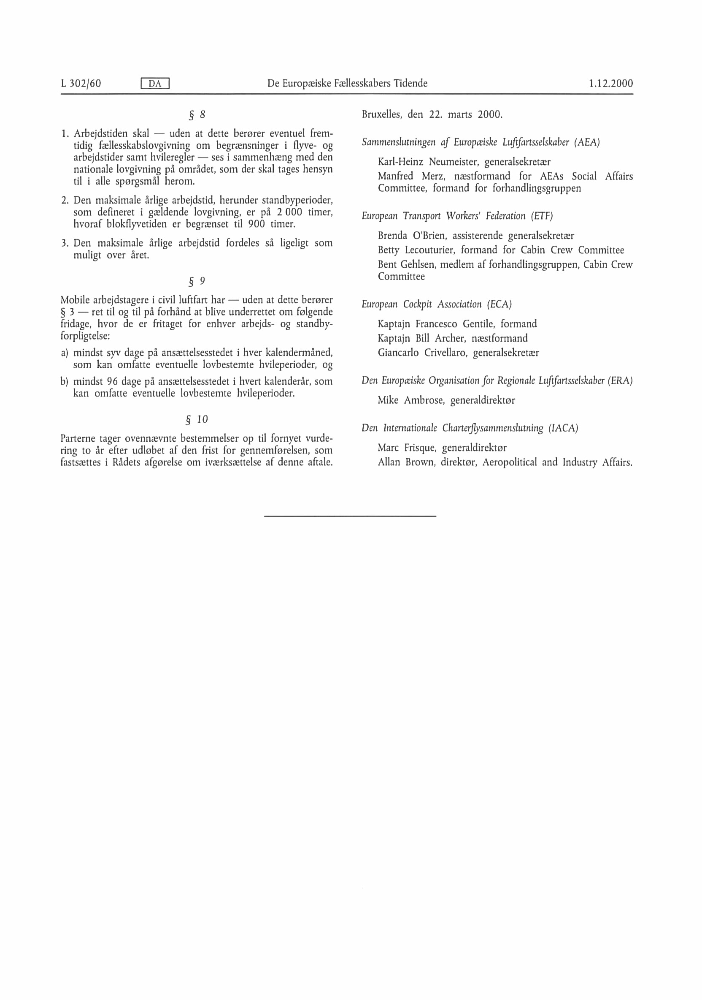 L 302/60 DA De Europæiske Fællesskabers Tidende 1.12.2000
§ 8
1. Arbejdstiden skal — uden at dette berører eventuel frem-
tidig fællesskabslovgivning om begrænsninger i flyve- og
arbejdstider samt hvileregler — ses i sammenhæng med den
nationale lovgivning på området, som der skal tages hensyn
til i alle spørgsmål herom.
2. Den maksimale årlige arbejdstid, herunder standbyperioder,
som defineret i gældende lovgivning, er på 2 000 timer,
hvoraf blokflyvetiden er begrænset til 900 timer.
3. Den maksimale årlige arbejdstid fordeles så ligeligt som
muligt over året.
§ 9
Mobile arbejdstagere i civil luftfart har — uden at dette berører
§ 3 — ret til og til på forhånd at blive underrettet om følgende
fridage, hvor de er fritaget for enhver arbejds- og standby-
forpligtelse:
a) mindst syv dage på ansættelsesstedet i hver kalendermåned,
som kan omfatte eventuelle lovbestemte hvileperioder, og
b) mindst 96 dage på ansættelsesstedet i hvert kalenderår, som
kan omfatte eventuelle lovbestemte hvileperioder.
§ 10
Parterne tager ovennævnte bestemmelser op til fornyet vurde-
ring to år efter udløbet af den frist for gennemførelsen, som
fastsættes i Rådets afgørelse om iværksættelse af denne aftale.
Bruxelles, den 22. marts 2000.
Sammenslutningen af Europæiske Luftfartsselskaber (AEA)
Karl-Heinz Neumeister, generalsekretær
Manfred Merz, næstformand for AEAs Social Affairs
Committee, formand for forhandlingsgruppen
European Transport Workers' Federation (ETF)
Brenda O'Brien, assisterende generalsekretær
Betty Lecouturier, formand for Cabin Crew Committee
Bent Gehlsen, medlem af forhandlingsgruppen, Cabin Crew
Committee
European Cockpit Association (ECA)
Kaptajn Francesco Gentile, formand
Kaptajn Bill Archer, næstformand
Giancarlo Crivellaro, generalsekretær
Den Europæiske Organisation for Regionale Luftfartsselskaber (ERA)
Mike Ambrose, generaldirektør
Den Internationale Charterflysammenslutning (IACA)
Marc Frisque, generaldirektør
Allan Brown, direktør, Aeropolitical and Industry Affairs.